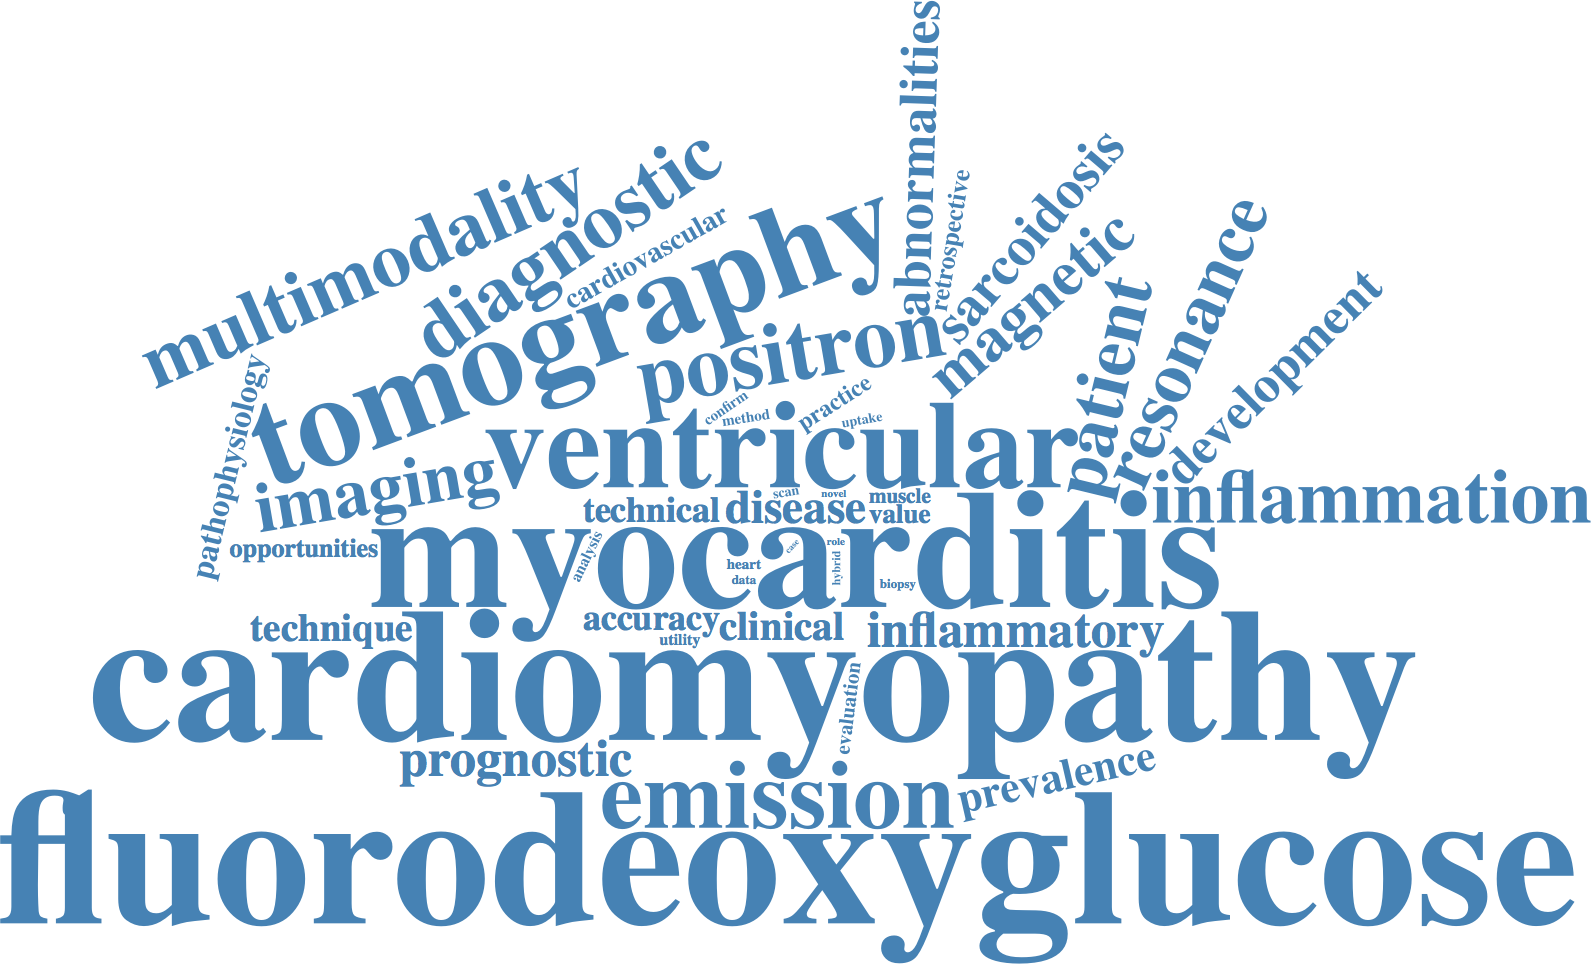 abnormalities
multimodality
diagnostic
cardiovascular
tomography
retrospective
sarcoidosis
magnetic
resonance
patient
development
positron
pathophysiology
confirm
method
practice
uptake
ventricular
imaging
inflammation
technical
disease
scan
novel
muscle
value
opportunities
myocarditis
analysis
case
role
heart
data
hybrid
biopsy
technique
accuracy
utility
clinical
inflammatory
cardiomyopathy
evaluation
prognostic
emission
prevalence
fluorodeoxyglucose